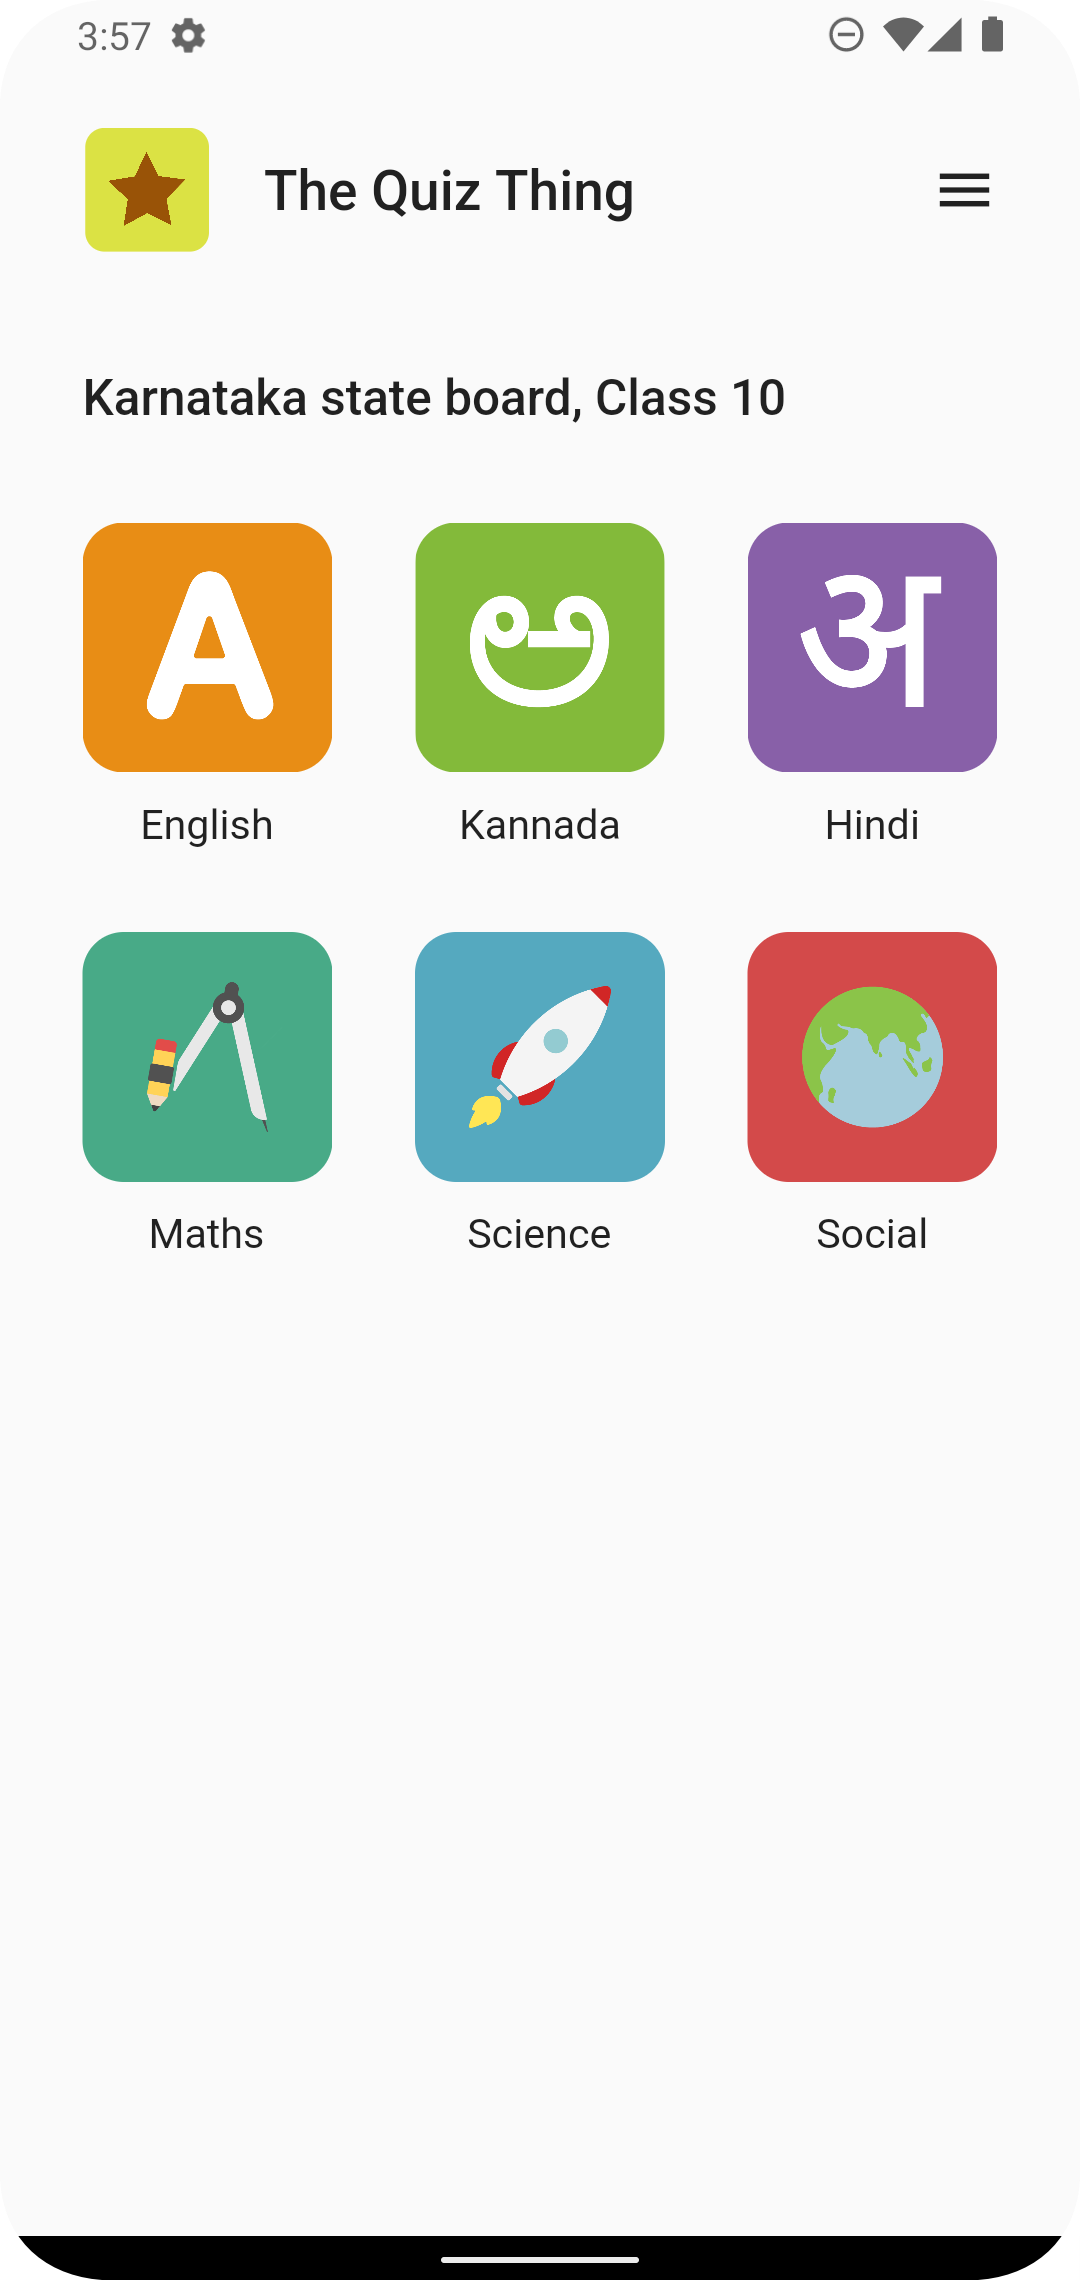 3:57
The Quiz Thing
Karnataka state board, Class 10
A ಅ अ
English Kannada Hindi
Maths Science Social